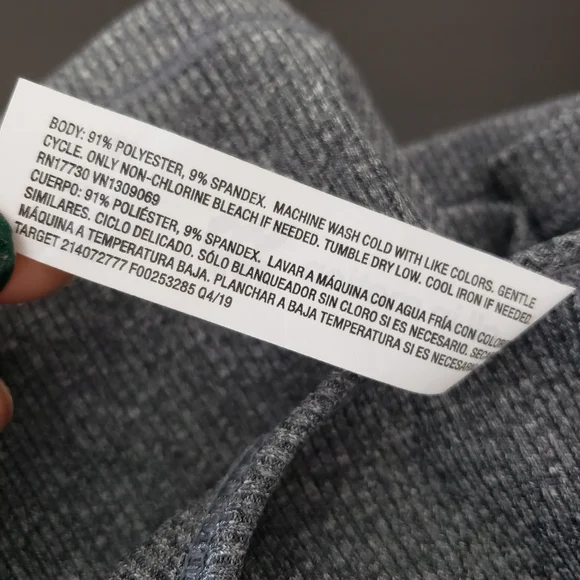 BODY: 91% POLYESTER, 9% SPANDEX. MACHINE WASH COLD WITH LIKE COLORS. GENTLE
CYCLE. ONLY NON-CHLORINE BLEACH IF NEEDED. TUMBLE DRY LOW. COOL IRON IF NEEDED.
RN17730 VN1309069
CUERPO: 91% POLIÉSTER, 9% SPANDEX. LAVAR A MÁQUINA CON AGUA FRÍA CON COLOR
SIMILARES. CICLO DELICADO. SÓLO BLANQUEADOR SIN CLORO SI ES NECESARIO. SEC
MÁQUINA A TEMPERATURA BAJA. PLANCHAR A BAJA TEMPERATURA SI ES NECESAR
TARGET 214072777 F00253285 Q4/19